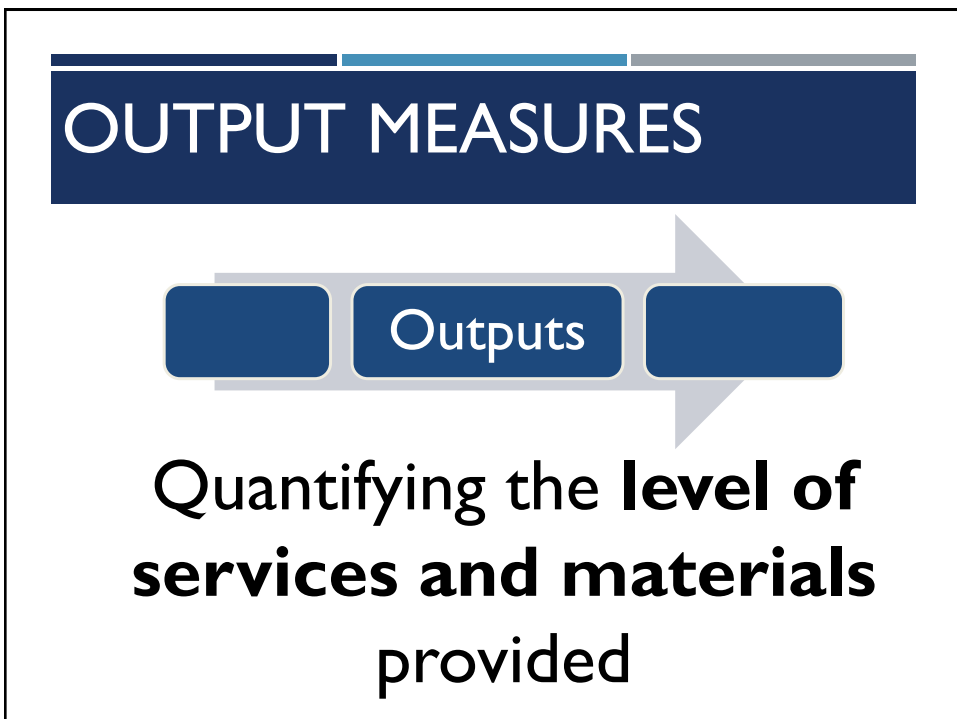 OUTPUT MEASURES
Outputs
Quantifying the level of
services and materials
provided